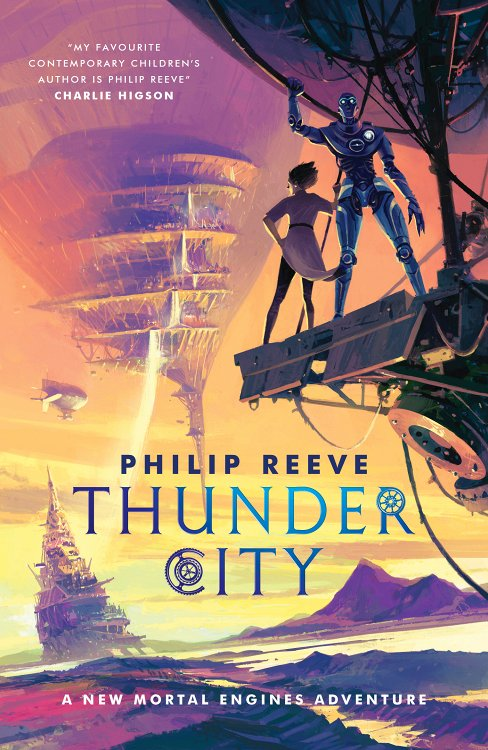 "MY FAVOURITE
CONTEMPORARY CHILDREN'S
AUTHOR IS PHILIP REEVE"
CHARLIE HIGSON
PHILIP REEVE
THUNDER
CITY
A NEW MORTAL ENGINES ADVENTURE